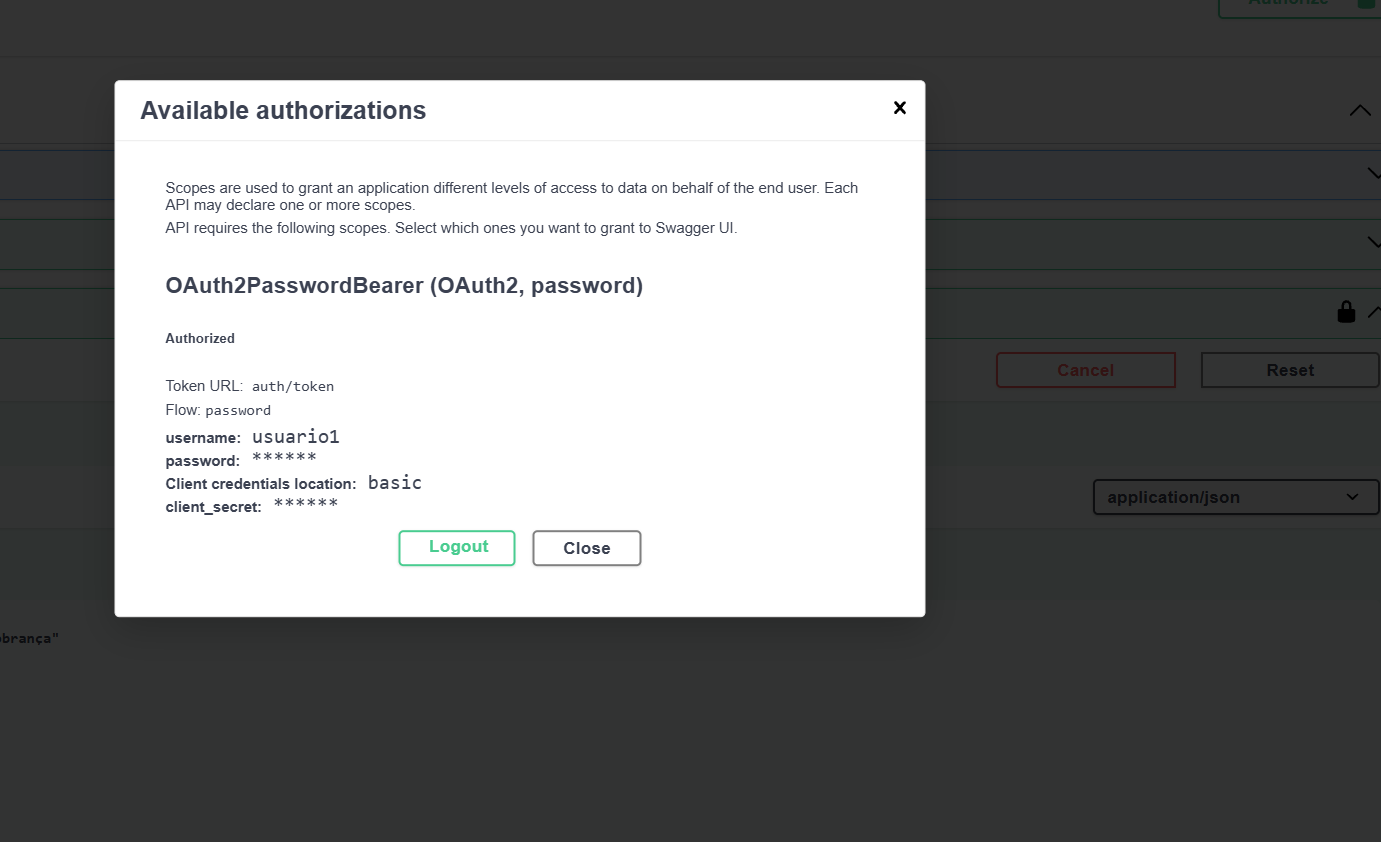 Authorize
Available authorizations
Scopes are used to grant an application different levels of access to data on behalf of the end user. Each
API may declare one or more scopes.
API requires the following scopes. Select which ones you want to grant to Swagger UI.
OAuth2PasswordBearer (OAuth2, password)
Authorized
Token URL: auth/token
Flow: password
Cancel
Reset
username: usuario1
password: ******
Client credentials location: basic
client_secret: ******
application/json
Logout
Close